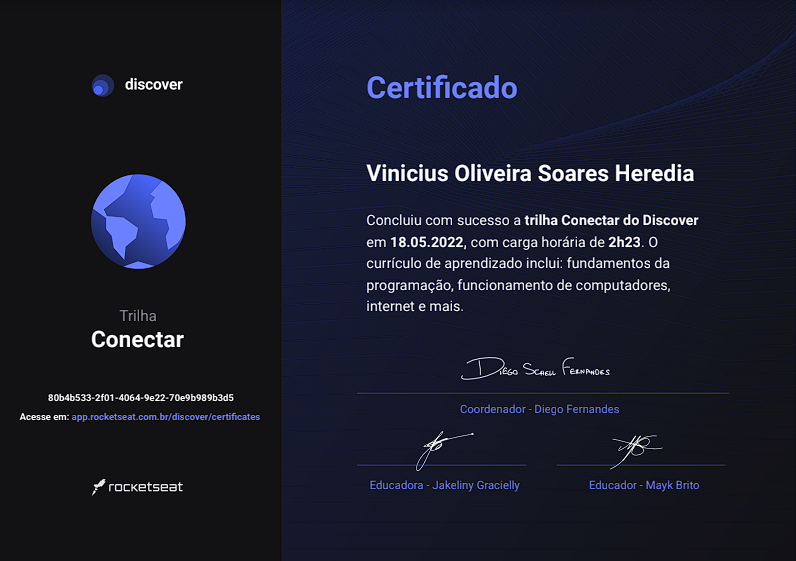 discover
Trilha
Conectar
80b4b533-2f01-4064-9e22-70e9b989b3d5
Acesse em: app.rocketseat.com.br/discover/certificates
rocketseat
Certificado
Vinicius Oliveira Soares Heredia
Concluiu com sucesso a trilha Conectar do Discover
em 18.05.2022, com carga horária de 2h23. O
currículo de aprendizado inclui: fundamentos da
programação, funcionamento de computadores,
internet e mais.
Diego Schell Fernandes
Coordenador - Diego Fernandes
Educadora - Jakeliny Gracielly
Educador - Mayk Brito